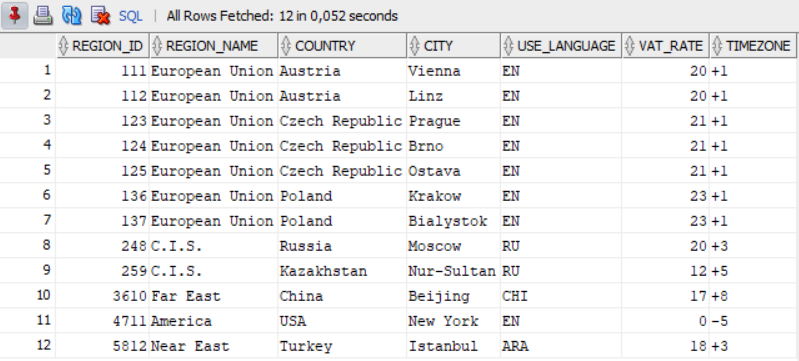 SQL | All Rows Fetched: 12 in 0,052 seconds
REGION_ID REGION_NAME COUNTRY CITY USE_LANGUAGE VAT_RATE TIMEZONE
1 111 European Union Austria Vienna EN 20 +1
2 112 European Union Austria Linz EN 20 +1
3 123 European Union Czech Republic Prague EN 21 +1
4 124 European Union Czech Republic Brno EN 21 +1
5 125 European Union Czech Republic Ostava EN 21 +1
6 136 European Union Poland Krakow EN 23 +1
7 137 European Union Poland Bialystok EN 23 +1
8 248 C.I.S. Russia Moscow RU 20 +3
9 259 C.I.S. Kazakhstan Nur-Sultan RU 12 +5
10 3610 Far East China Beijing CHI 17 +8
11 4711 America USA New York EN 0 -5
12 5812 Near East Turkey Istanbul ARA 18 +3